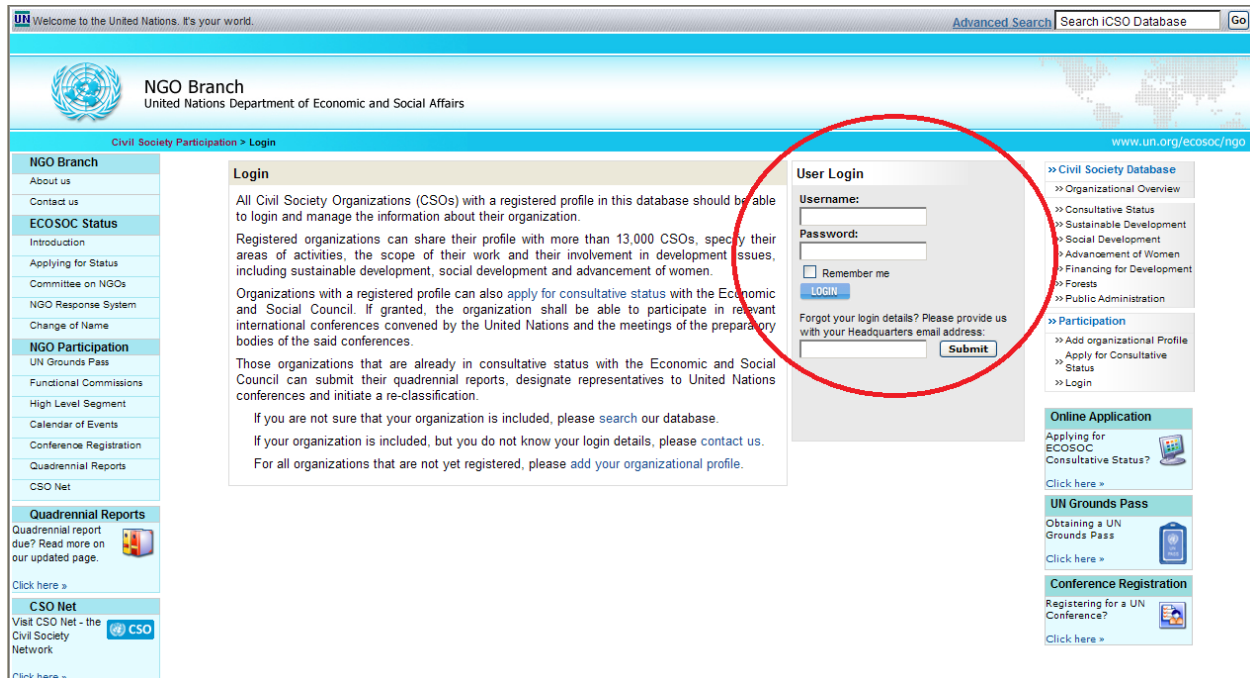 UN Welcome to the United Nations. It's your world.
Advanced Search Search iCSO Database Go
NGO Branch
United Nations Department of Economic and Social Affairs
Civil Society Participation > Login
www.un.org/ecosoc/ngo
NGO Branch
About us
Contact us
ECOSOC Status
Introduction
Applying for Status
Committee on NGOs
NGO Response System
Change of Name
NGO Participation
UN Grounds Pass
Functional Commissions
High Level Segment
Calendar of Events
Conference Registration
Quadrennial Reports
CSO Net
Quadrennial Reports
Quadrennial report
due? Read more on
our updated page.
Click here »
CSO Net
Visit CSO Net - the
Civil Society
Network
CSO
Click here »
Login
All Civil Society Organizations (CSOs) with a registered profile in this database should be able
to login and manage the information about their organization.
Registered organizations can share their profile with more than 13,000 CSOs, specify their
areas of activities, the scope of their work and their involvement in development issues,
including sustainable development, social development and advancement of women.
Organizations with a registered profile can also apply for consultative status with the Economic
and Social Council. If granted, the organization shall be able to participate in relevant
international conferences convened by the United Nations and the meetings of the preparatory
bodies of the said conferences.
Those organizations that are already in consultative status with the Economic and Social
Council can submit their quadrennial reports, designate representatives to United Nations
conferences and initiate a re-classification.
If you are not sure that your organization is included, please search our database.
If your organization is included, but you do not know your login details, please contact us.
For all organizations that are not yet registered, please add your organizational profile.
User Login
Username:
Password:
Remember me
LOGIN
Forgot your login details? Please provide us
with your Headquarters email address:
Submit
» Civil Society Database
» Organizational Overview
» Consultative Status
» Sustainable Development
» Social Development
» Advancement of Women
» Financing for Development
» Forests
» Public Administration
» Participation
» Add organizational Profile
» Apply for Consultative
Status
» Login
Online Application
Applying for
ECOSOC
Consultative Status?
Click here »
UN Grounds Pass
Obtaining a UN
Grounds Pass
Click here »
Conference Registration
Registering for a UN
Conference?
Click here »